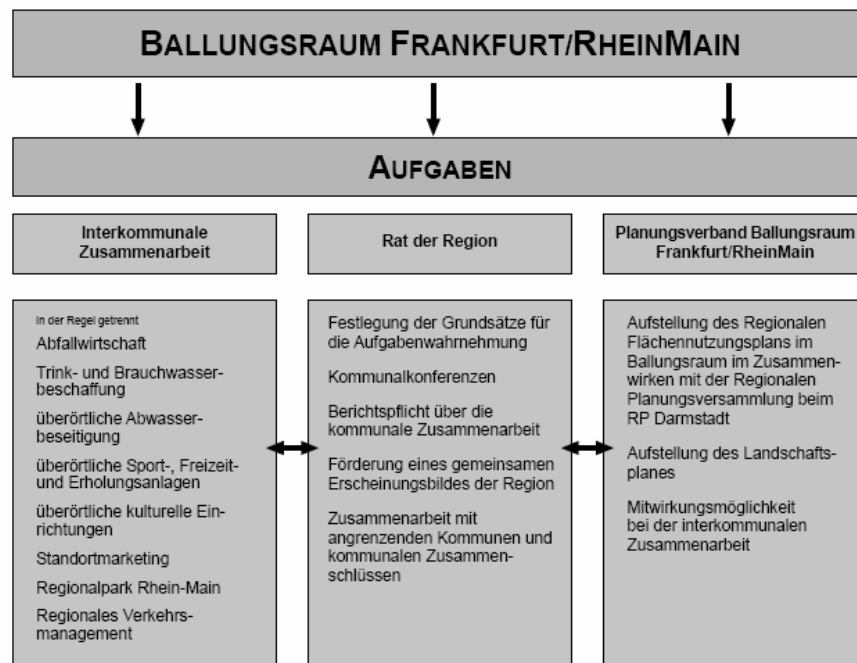 BALLUNGSRAUM FRANKFURT/RHEINMAIN
AUFGABEN
Interkommunale
Zusammenarbeit
Rat der Region
Planungsverband Ballungsraum
Frankfurt/RheinMain
In der Regel getrennt
Abfallwirtschaft
Trink- und Brauchwasser-
beschaffung
überörtliche Abwasser-
beseitigung
überörtliche Sport-, Freizeit-
und Erholungsanlagen
überörtliche kulturelle Ein-
richtungen
Standortmarketing
Regionalpark Rhein-Main
Regionales Verkehrs-
management
Festlegung der Grundsätze für
die Aufgabenwahrnehmung
Kommunalkonferenzen
Berichtspflicht über die
kommunale Zusammenarbeit
Förderung eines gemeinsamen
Erscheinungsbildes der Region
Zusammenarbeit mit
angrenzenden Kommunen und
kommunalen Zusammen-
schlüssen
Aufstellung des Regionalen
Flächennutzungsplans im
Ballungsraum im Zusammen-
wirken mit der Regionalen
Planungsversammlung beim
RP Darmstadt
Aufstellung des Landschafts-
planes
Mitwirkungsmöglichkeit
bei der interkommunalen
Zusammenarbeit